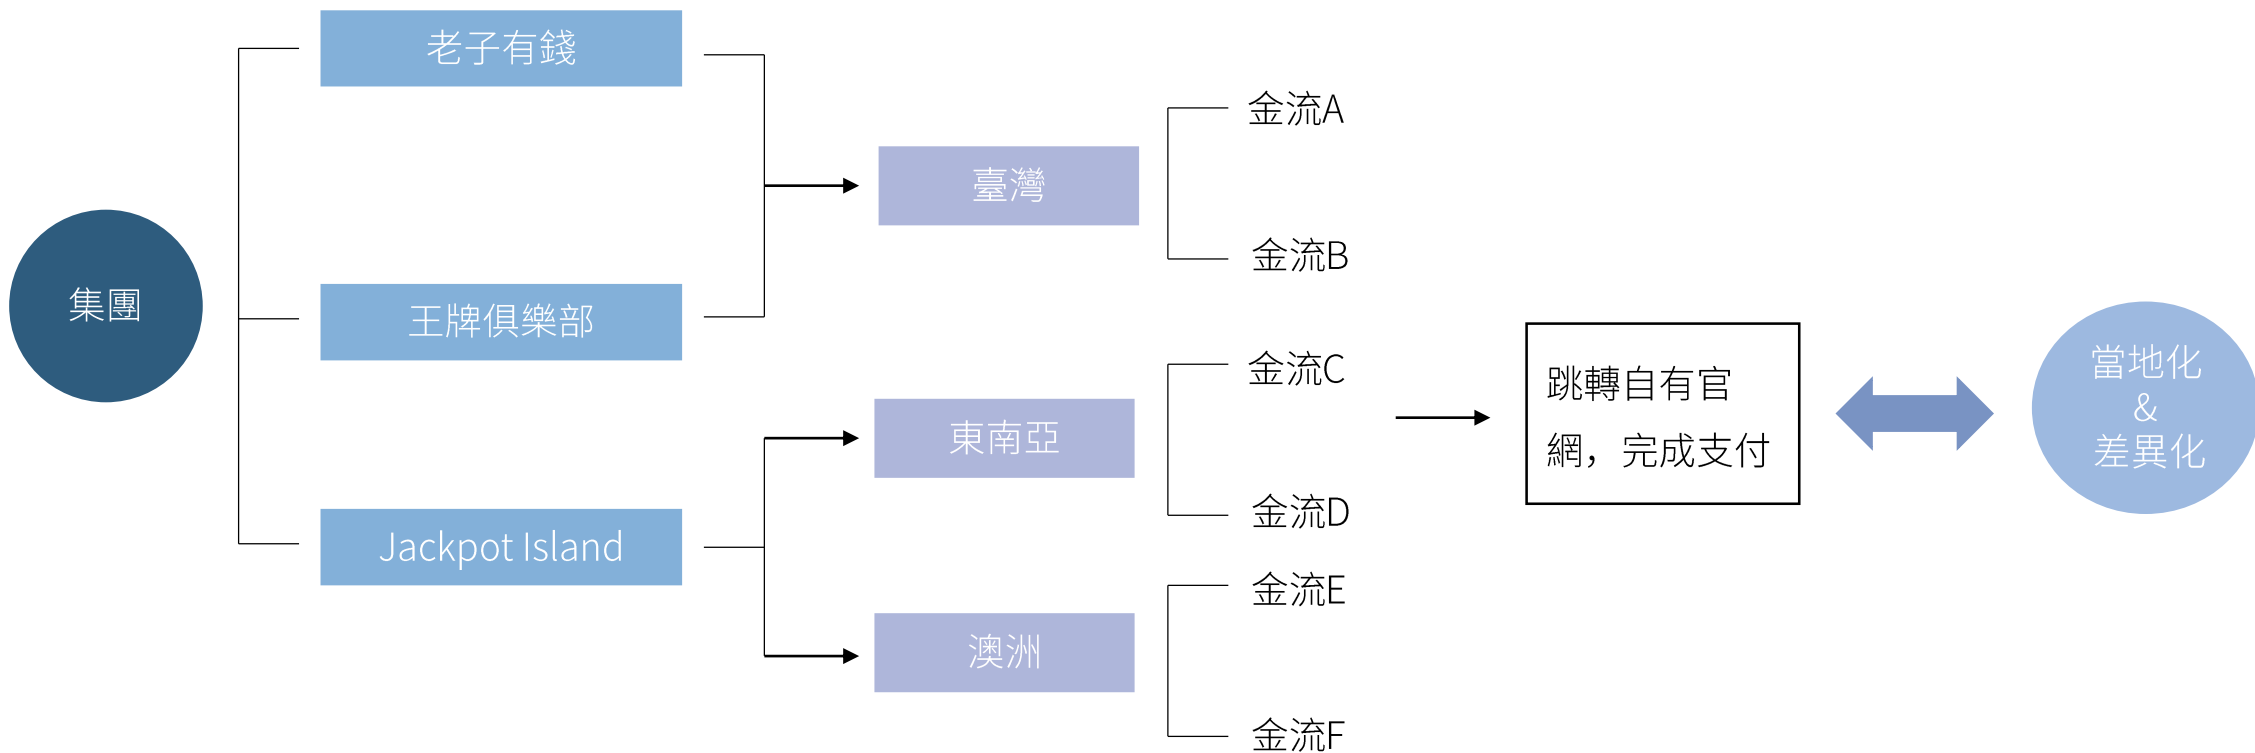 集團
老子有錢
王牌俱樂部
Jackpot Island
臺灣
東南亞
澳洲
金流A
金流B
金流C
金流D
金流E
金流F
跳轉自有官
網，完成支付
當地化
&
差異化